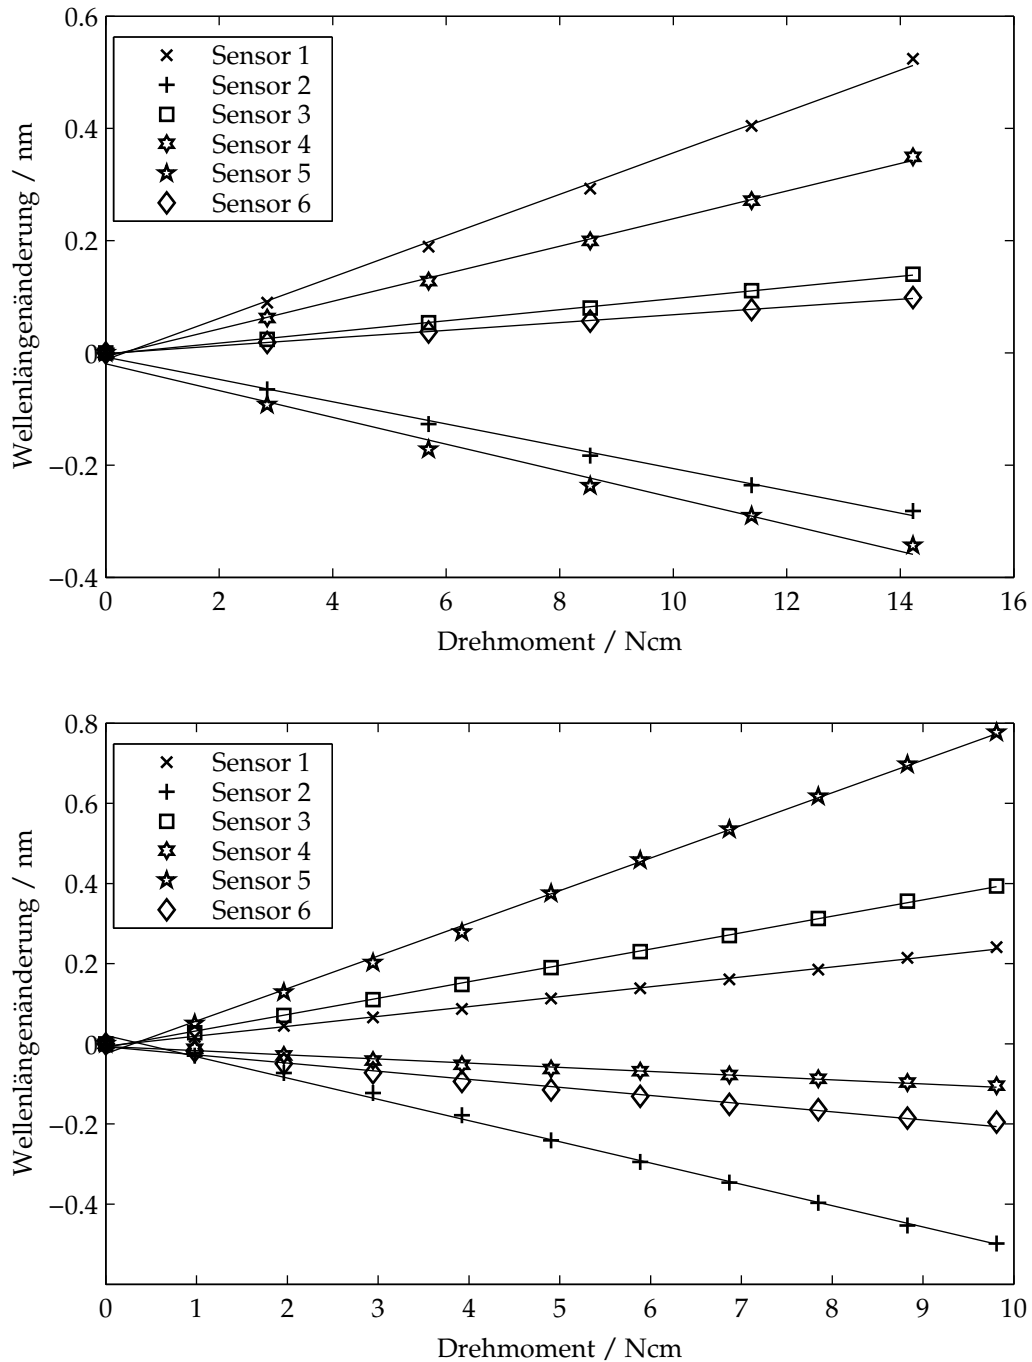 0.6
Sensor 1
Sensor 2
Sensor 3
Sensor 4
Sensor 5
Sensor 6
0.4
0.2
0
−0.2
−0.4
Wellenlängenänderung / nm
0 2 4 6 8 10 12 14 16
Drehmoment / Ncm
0.8
Sensor 1
Sensor 2
Sensor 3
Sensor 4
Sensor 5
Sensor 6
0.6
0.4
0.2
0
−0.2
−0.4
Wellenlängenänderung / nm
0 1 2 3 4 5 6 7 8 9 10
Drehmoment / Ncm